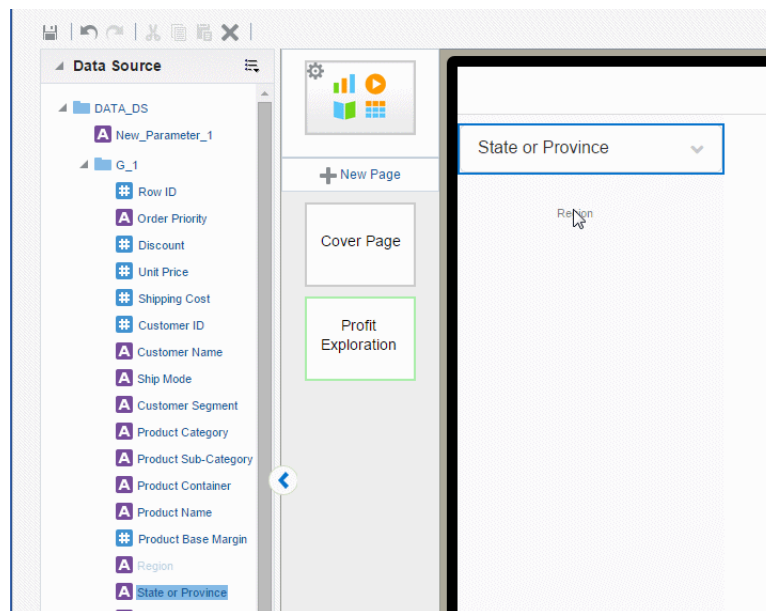 Data Source
DATA_DS
New_Parameter_1
G_1
Row ID
Order Priority
Discount
Unit Price
Shipping Cost
Customer ID
Customer Name
Ship Mode
Customer Segment
Product Category
Product Sub-Category
Product Container
Product Name
Product Base Margin
Region
State or Province
New Page
Cover Page
Profit
Exploration
State or Province
Region